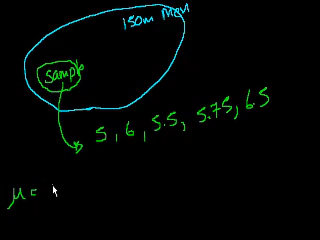 150m men
sample
5, 6, 5.5, 5.75, 6.5
μ =